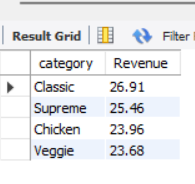 Result Grid Filter
category Revenue
Classic 26.91
Supreme 25.46
Chicken 23.96
Veggie 23.68